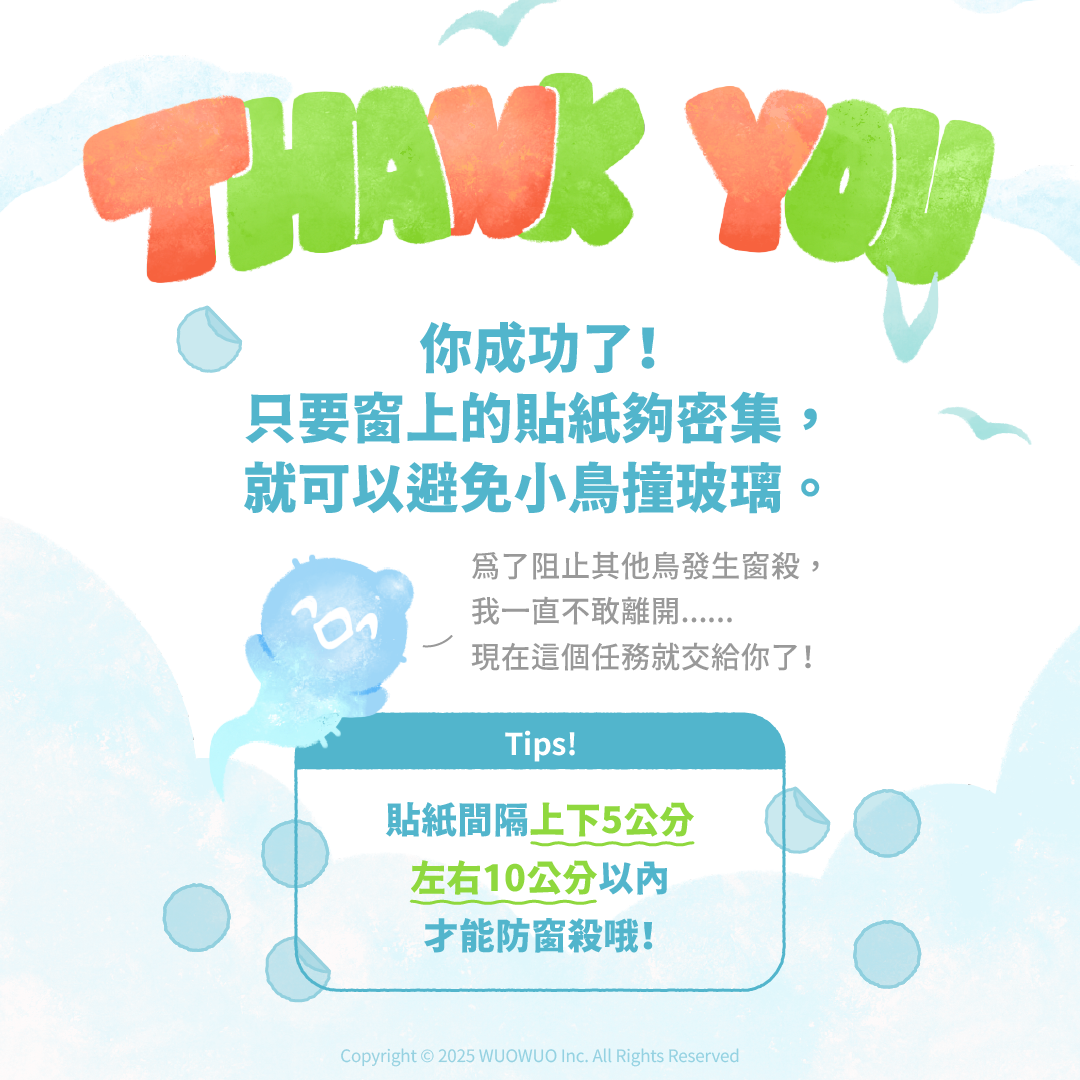 THANK YOU
你成功了！
只要窗上的貼紙夠密集，
就可以避免小鳥撞玻璃。
爲了阻止其他鳥發生窗殺，
我一直不敢離開......
現在這個任務就交給你了！
Tips!
貼紙間隔上下5公分
左右10公分以內
才能防窗殺哦！
Copyright © 2025 WUOWUO Inc. All Rights Reserved